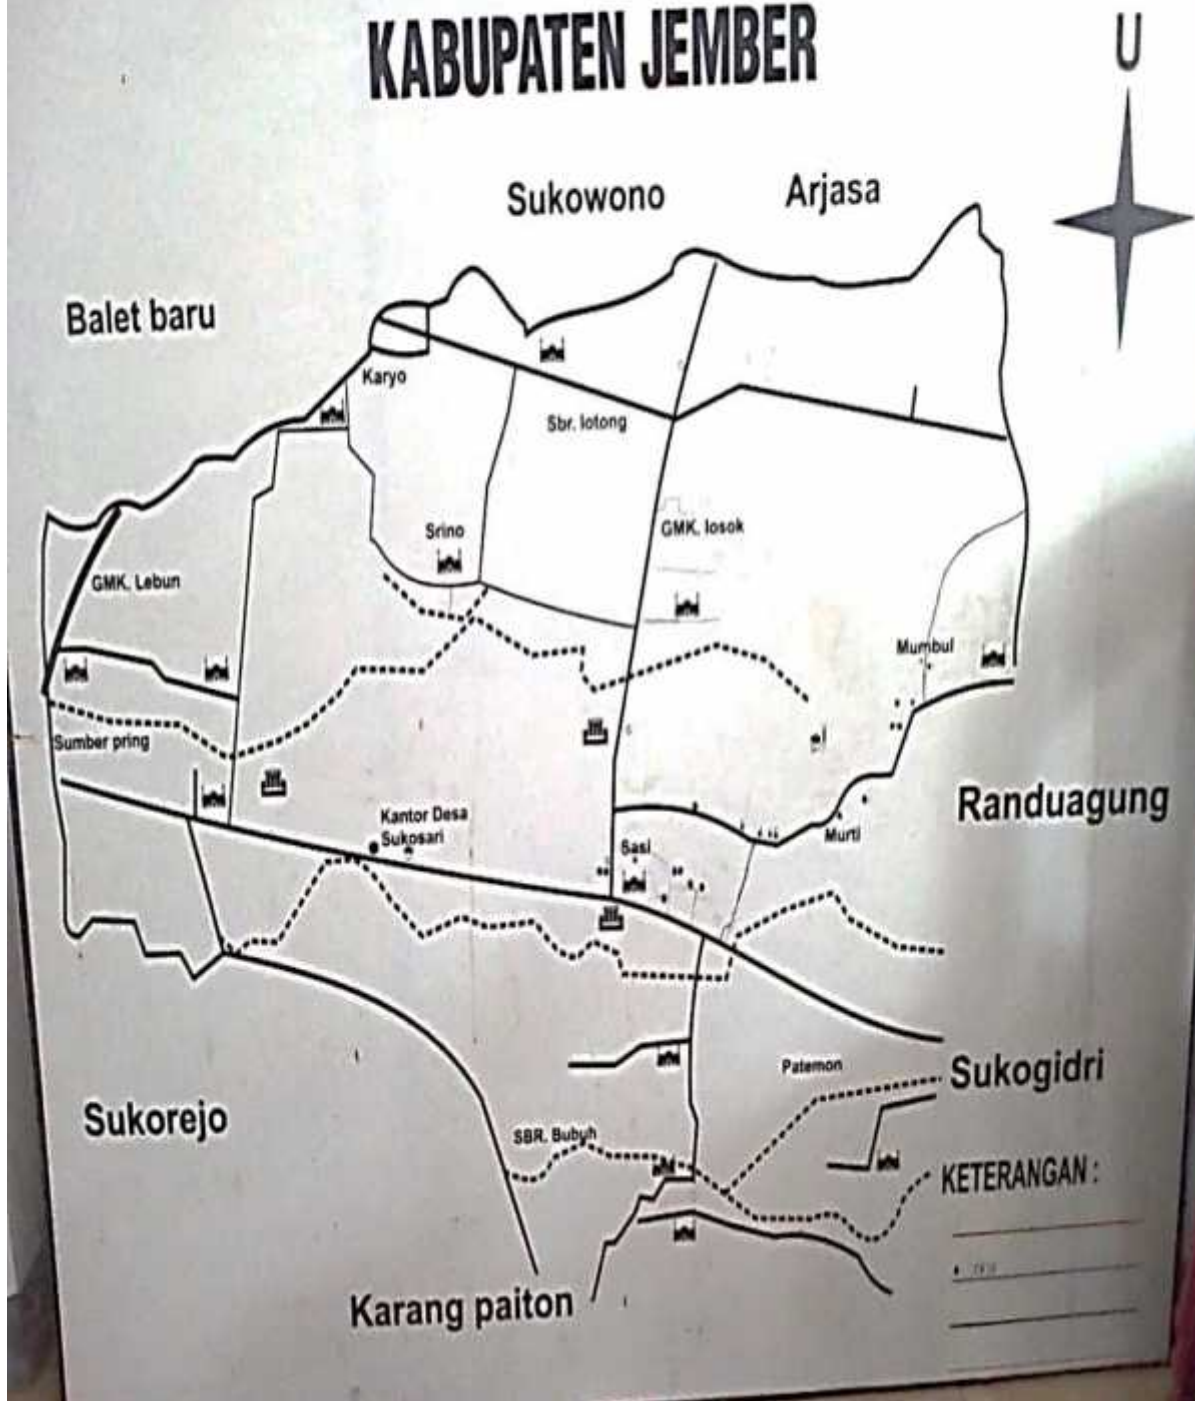 KABUPATEN JEMBER
U
Sukowono
Arjasa
Balet baru
Karyo
Sbr. lotong
Srino
GMK. losok
GMK. Lebun
Mumbul
Sumber pring
Randuagung
Kantor Desa
Sukosari
Sasi
Murti
Patemon
Sukogidri
Sukorejo
SBR. Bubuh
KETERANGAN :
Karang paiton